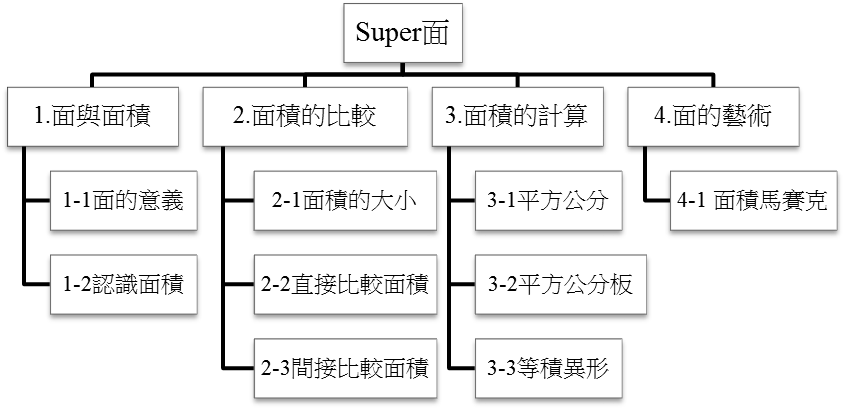 Super面
1.面與面積
2.面積的比較
3.面積的計算
4.面的藝術
1-1面的意義
2-1面積的大小
3-1平方公分
4-1 面積馬賽克
1-2認識面積
2-2直接比較面積
3-2平方公分板
2-3間接比較面積
3-3等積異形